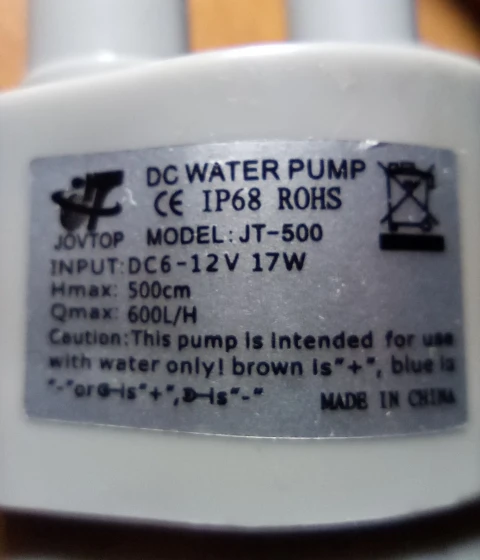 DC WATER PUMP
CE IP68 ROHS
JOVTOP MODEL:JT-500
INPUT:DC6-12V 17W
Hmax: 500cm
Qmax: 600L/H
Caution:This pump is intended for use
with water only! brown is"+", blue is
"-"or is"+", is"-"
MADE IN CHINA